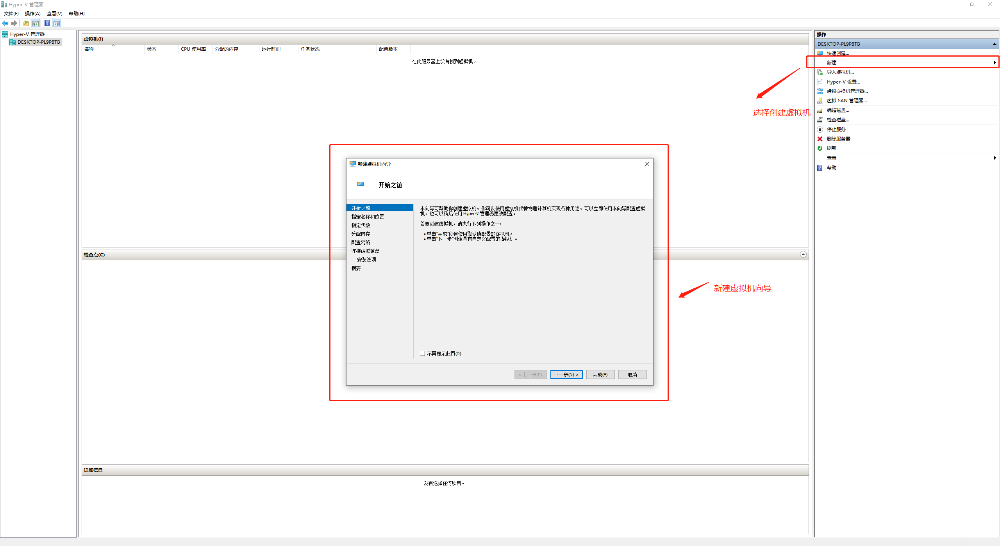 Hyper-V 管理器
文件(F) 操作(A) 查看(V) 帮助(H)
Hyper-V 管理器
DESKTOP-PL9P8TB
虚拟机(I)
名称 状态 CPU 使用率 分配的内存 运行时间 任务状态 配置版本
在此服务器上没有找到虚拟机。
选择创建虚拟机
新建虚拟机向导
开始之前
开始之前
指定名称和位置
指定代数
分配内存
配置网络
连接虚拟硬盘
安装选项
摘要
本向导可帮助你创建虚拟机。你可以使用虚拟机代替物理计算机实现各种用途。可以立即使用本向导配置虚拟
机，也可以稍后使用 Hyper-V 管理器更改配置。
若要创建虚拟机，请执行下列操作之一:
• 单击"完成"创建使用默认值配置的虚拟机。
• 单击"下一步"创建具有自定义配置的虚拟机。
不再显示此页(D)
< 上一步(P) 下一步(N) > 完成(F) 取消
新建虚拟机向导
检查点(C)
详细信息
没有选择任何项目。
操作
DESKTOP-PL9P8TB
快速创建...
新建
导入虚拟机...
Hyper-V 设置...
虚拟交换机管理器...
虚拟 SAN 管理器...
编辑磁盘...
检查磁盘...
停止服务
删除服务器
刷新
查看
帮助